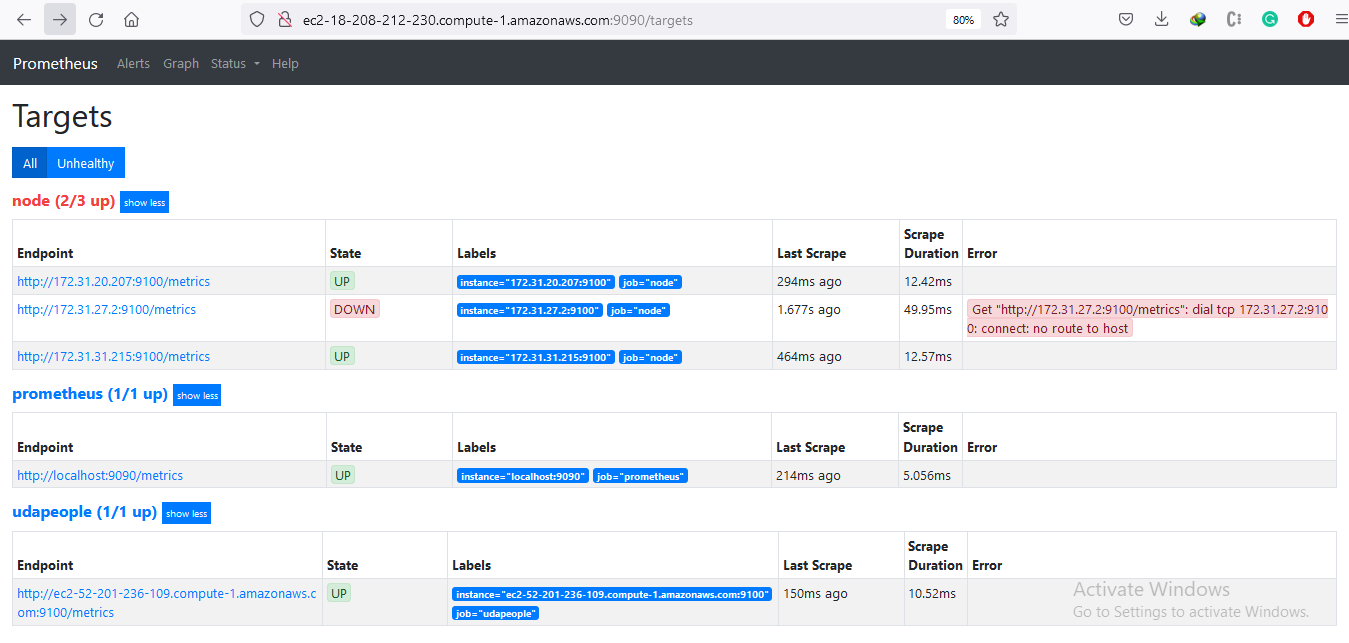 ec2-18-208-212-230.compute-1.amazonaws.com:9090/targets 80%
Prometheus Alerts Graph Status Help
Targets
All Unhealthy
node (2/3 up) show less
Endpoint State Labels Last Scrape Scrape Duration Error
http://172.31.20.207:9100/metrics UP instance="172.31.20.207:9100" job="node" 294ms ago 12.42ms
http://172.31.27.2:9100/metrics DOWN instance="172.31.27.2:9100" job="node" 1.677s ago 49.95ms Get "http://172.31.27.2:9100/metrics": dial tcp 172.31.27.2:910
0: connect: no route to host
http://172.31.31.215:9100/metrics UP instance="172.31.31.215:9100" job="node" 464ms ago 12.57ms
prometheus (1/1 up) show less
Endpoint State Labels Last Scrape Scrape Duration Error
http://localhost:9090/metrics UP instance="localhost:9090" job="prometheus" 214ms ago 5.056ms
udapeople (1/1 up) show less
Endpoint State Labels Last Scrape Scrape Duration Error
http://ec2-52-201-236-109.compute-1.amazonaws.c UP instance="ec2-52-201-236-109.compute-1.amazonaws.com:9100" 150ms ago 10.52ms
om:9100/metrics job="udapeople"
Activate Windows
Go to Settings to activate Windows.